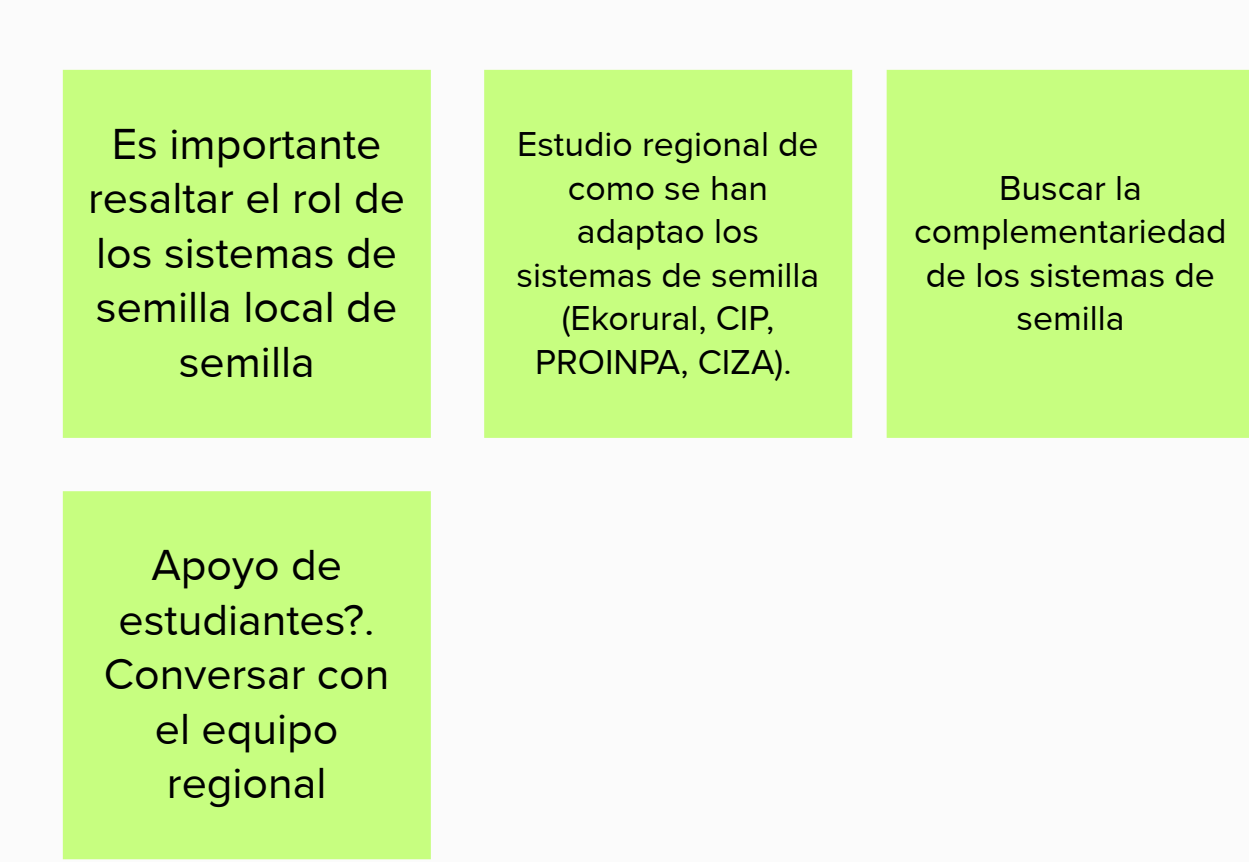 Es importante
resaltar el rol de
los sistemas de
semilla local de
semilla
Estudio regional de
como se han
adaptao los
sistemas de semilla
(Ekorural, CIP,
PROINPA, CIZA).
Buscar la
complementariedad
de los sistemas de
semilla
Apoyo de
estudiantes?.
Conversar con
el equipo
regional